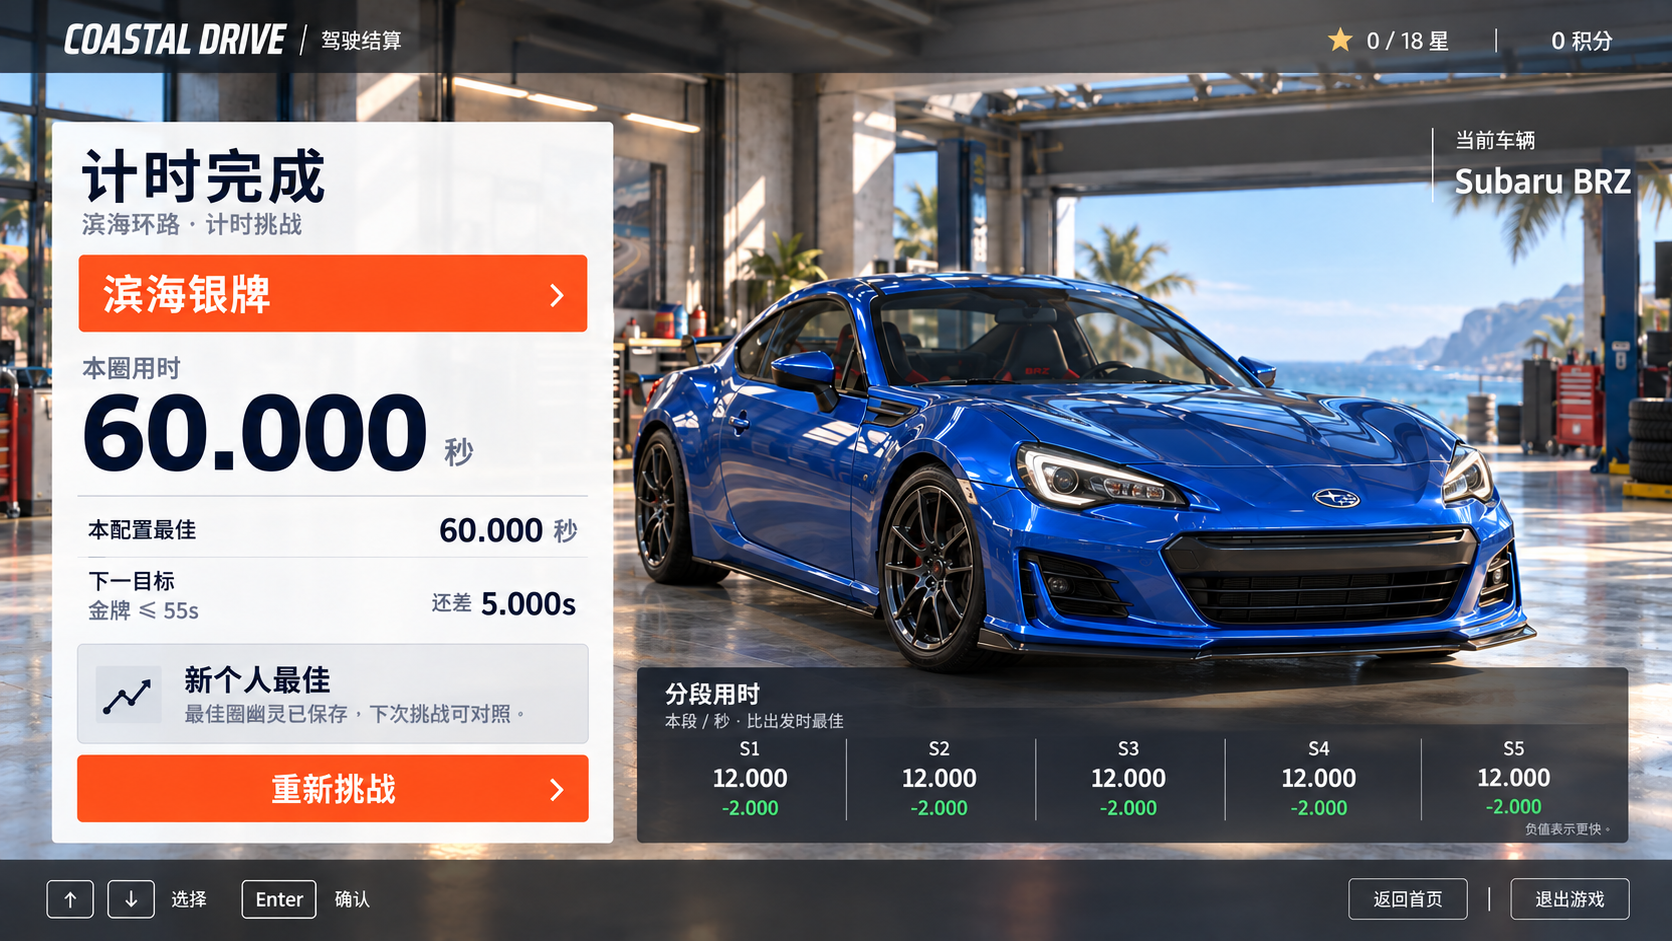 COASTAL DRIVE / 驾驶结算
0 / 18 星
0 积分
当前车辆
Subaru BRZ
计时完成
滨海环路 · 计时挑战
滨海银牌
本圈用时
60.000 秒
本配置最佳 60.000 秒
下一目标
金牌 ≤ 55s 还差 5.000s
新个人最佳
最佳圈幽灵已保存，下次挑战可对照。
重新挑战
BRZ
分段用时
本段 / 秒 · 比出发时最佳
S1 S2 S3 S4 S5
12.000 12.000 12.000 12.000 12.000
-2.000 -2.000 -2.000 -2.000 -2.000
负值表示更快。
↑ ↓ 选择 Enter 确认
返回首页 | 退出游戏